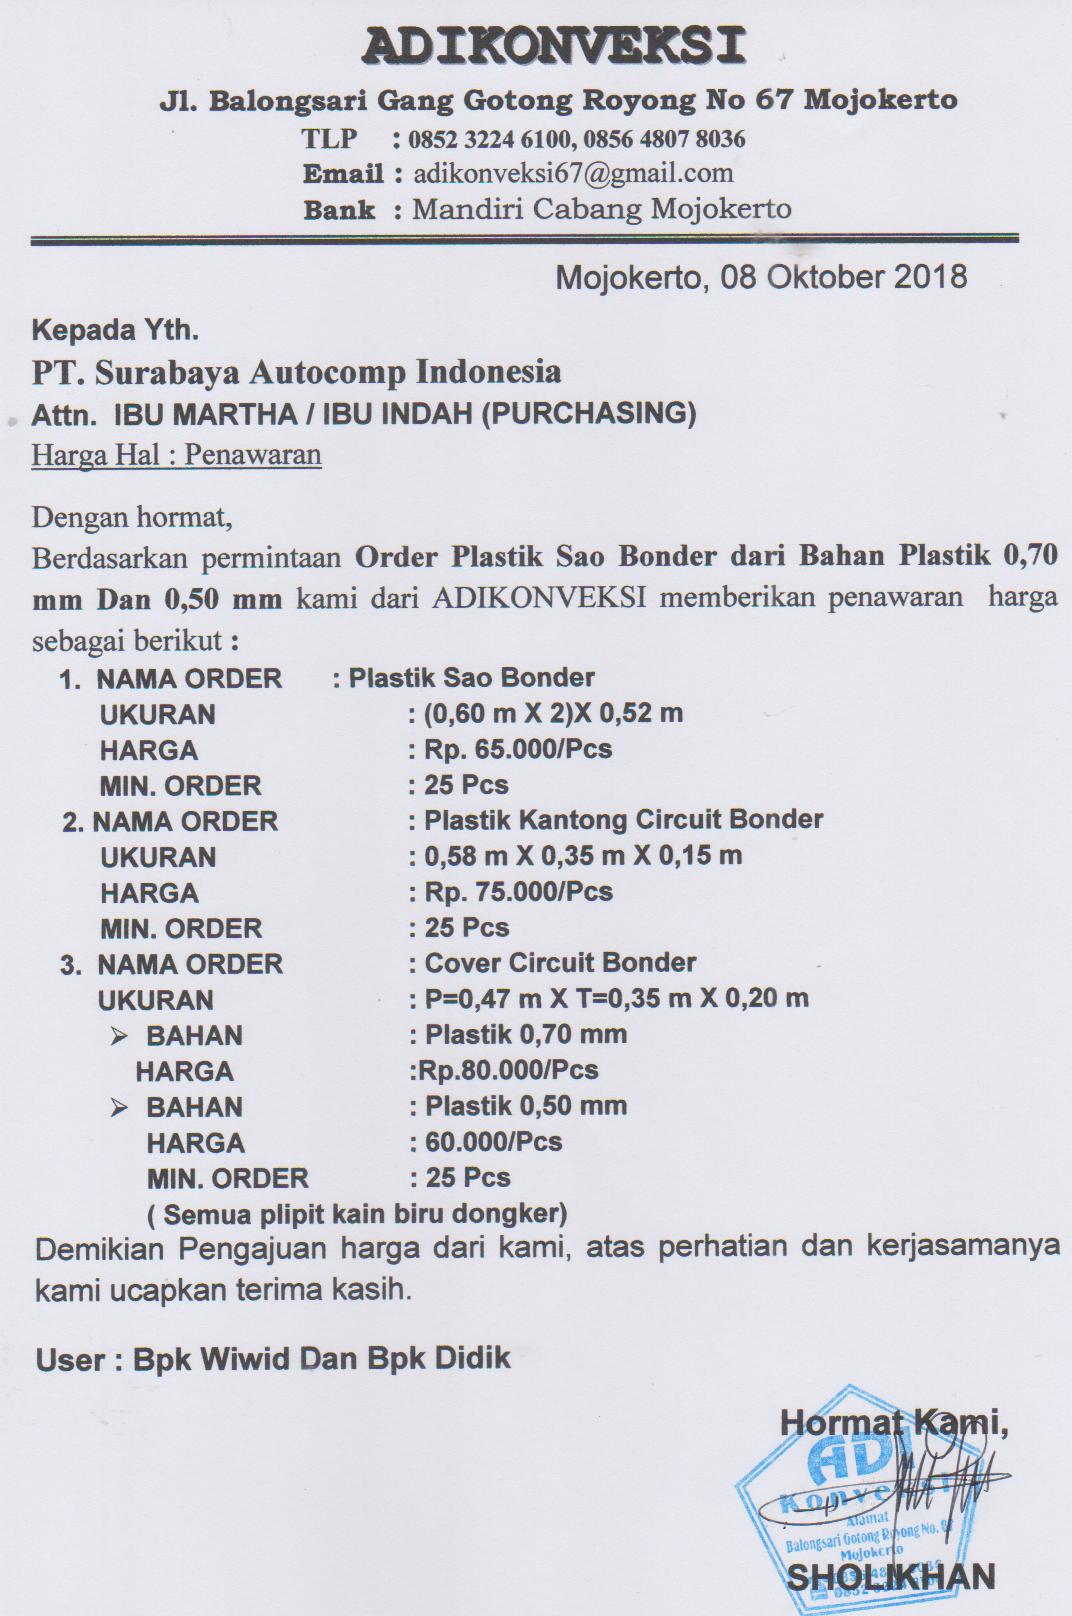 ADIKONVEKSI
Jl. Balongsari Gang Gotong Royong No 67 Mojokerto
TLP : 0852 3224 6100, 0856 4807 8036
Email : adikonveksi67@gmail.com
Bank : Mandiri Cabang Mojokerto
Mojokerto, 08 Oktober 2018
Kepada Yth.
PT. Surabaya Autocomp Indonesia
Attn. IBU MARTHA / IBU INDAH (PURCHASING)
Harga Hal : Penawaran
Dengan hormat,
Berdasarkan permintaan Order Plastik Sao Bonder dari Bahan Plastik 0,70
mm Dan 0,50 mm kami dari ADIKONVEKSI memberikan penawaran harga
sebagai berikut :
1. NAMA ORDER : Plastik Sao Bonder
UKURAN : (0,60 m X 2)X 0,52 m
HARGA : Rp. 65.000/Pcs
MIN. ORDER : 25 Pcs
2. NAMA ORDER : Plastik Kantong Circuit Bonder
UKURAN : 0,58 m X 0,35 m X 0,15 m
HARGA : Rp. 75.000/Pcs
MIN. ORDER : 25 Pcs
3. NAMA ORDER : Cover Circuit Bonder
UKURAN : P=0,47 m X T=0,35 m X 0,20 m
➢ BAHAN : Plastik 0,70 mm
HARGA :Rp.80.000/Pcs
➢ BAHAN : Plastik 0,50 mm
HARGA : 60.000/Pcs
MIN. ORDER : 25 Pcs
( Semua plipit kain biru dongker)
Demikian Pengajuan harga dari kami, atas perhatian dan kerjasamanya
kami ucapkan terima kasih.
User : Bpk Wiwid Dan Bpk Didik
Hormat Kami,
ADI
Konveksi
Alamat
Balongsari Gotong Royong No.
Mojokerto
SHOLIKHAN